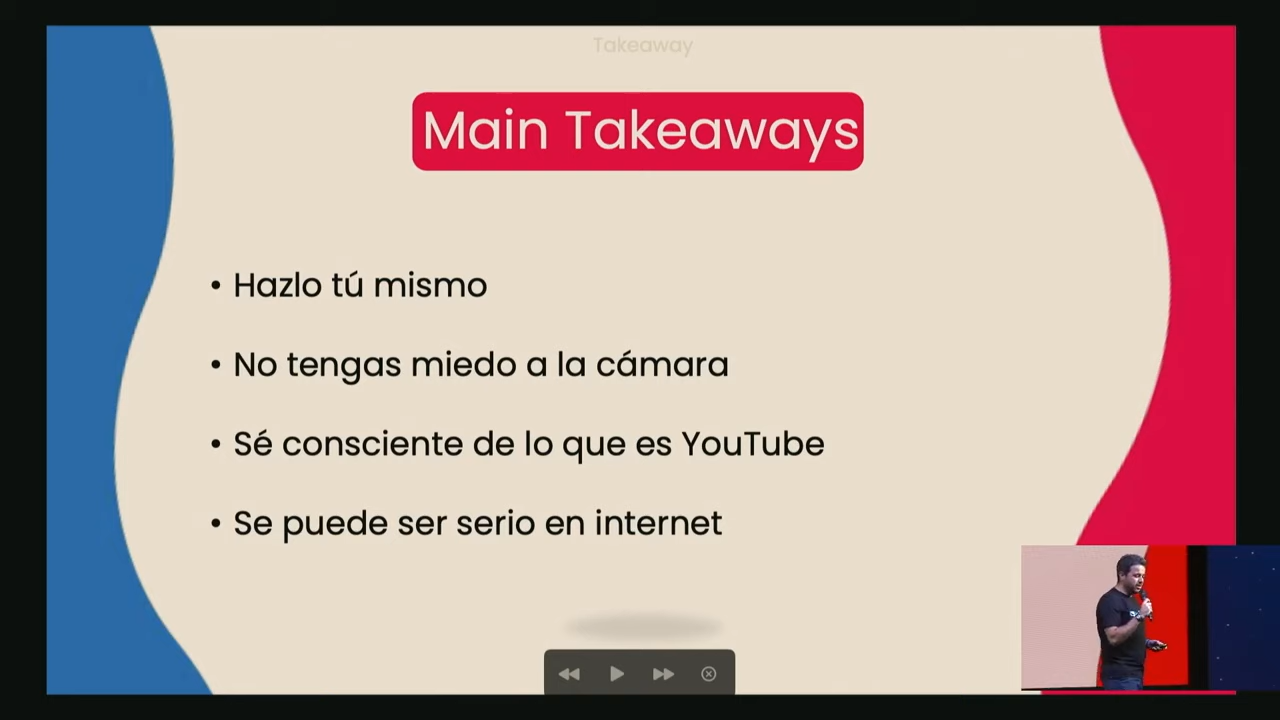 Takeaway
Main Takeaways
• Hazlo tú mismo
• No tengas miedo a la cámara
• Sé consciente de lo que es YouTube
• Se puede ser serio en internet